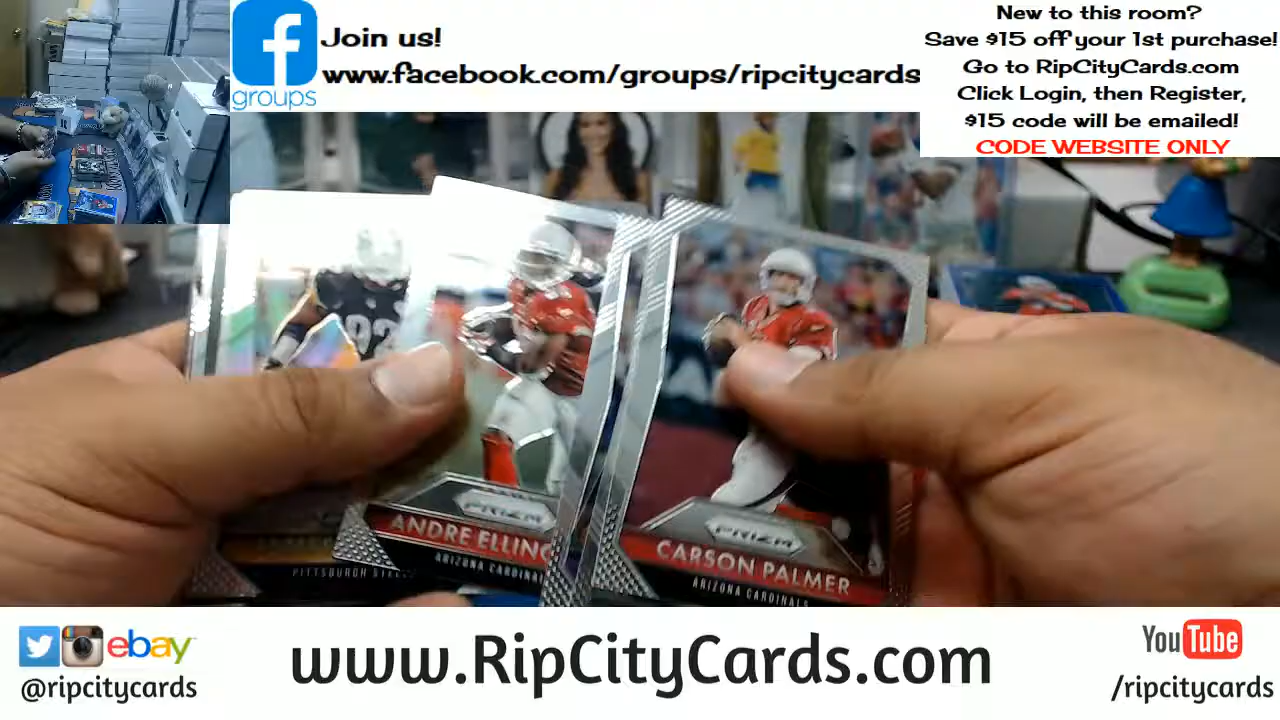 f
groups
Join us!
www.facebook.com/groups/ripcitycards
New to this room?
Save $15 off your 1st purchase!
Go to RipCityCards.com
Click Login, then Register,
$15 code will be emailed!
CODE WEBSITE ONLY
92
PRIZM
ANDRE ELLING
ARIZONA CARDINALS
PRIZM
CARSON PALMER
ARIZONA CARDINALS
PITTSBURGH
ebay
@ripcitycards
www.RipCityCards.com
YouTube
/ripcitycards